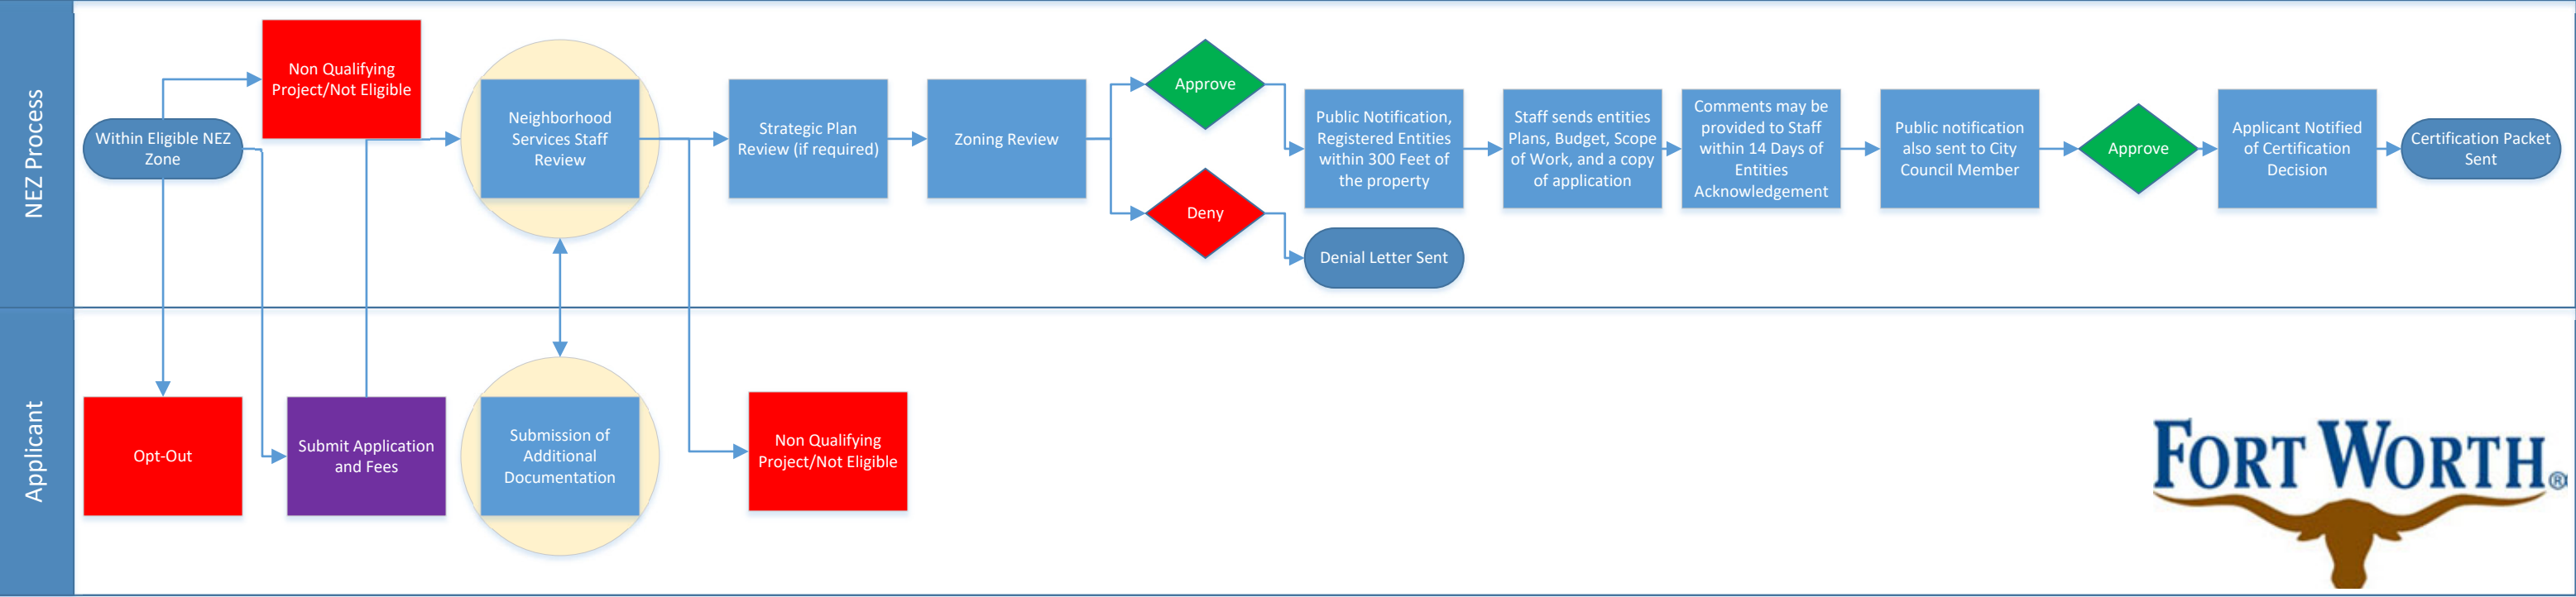 NEZ Process
Within Eligible NEZ
Zone
Non Qualifying
Project/Not Eligible
Neighborhood
Services Staff
Review
Strategic Plan
Review (if required)
Zoning Review
Approve
Deny
Public Notification,
Registered Entities
within 300 Feet of
the property
Denial Letter Sent
Staff sends entities
Plans, Budget, Scope
of Work, and a copy
of application
Comments may be
provided to Staff
within 14 Days of
Entities
Acknowledgement
Public notification
also sent to City
Council Member
Approve
Applicant Notified
of Certification
Decision
Certification Packet
Sent
Applicant
Opt-Out
Submit Application
and Fees
Submission of
Additional
Documentation
Non Qualifying
Project/Not Eligible
FORT WORTH®